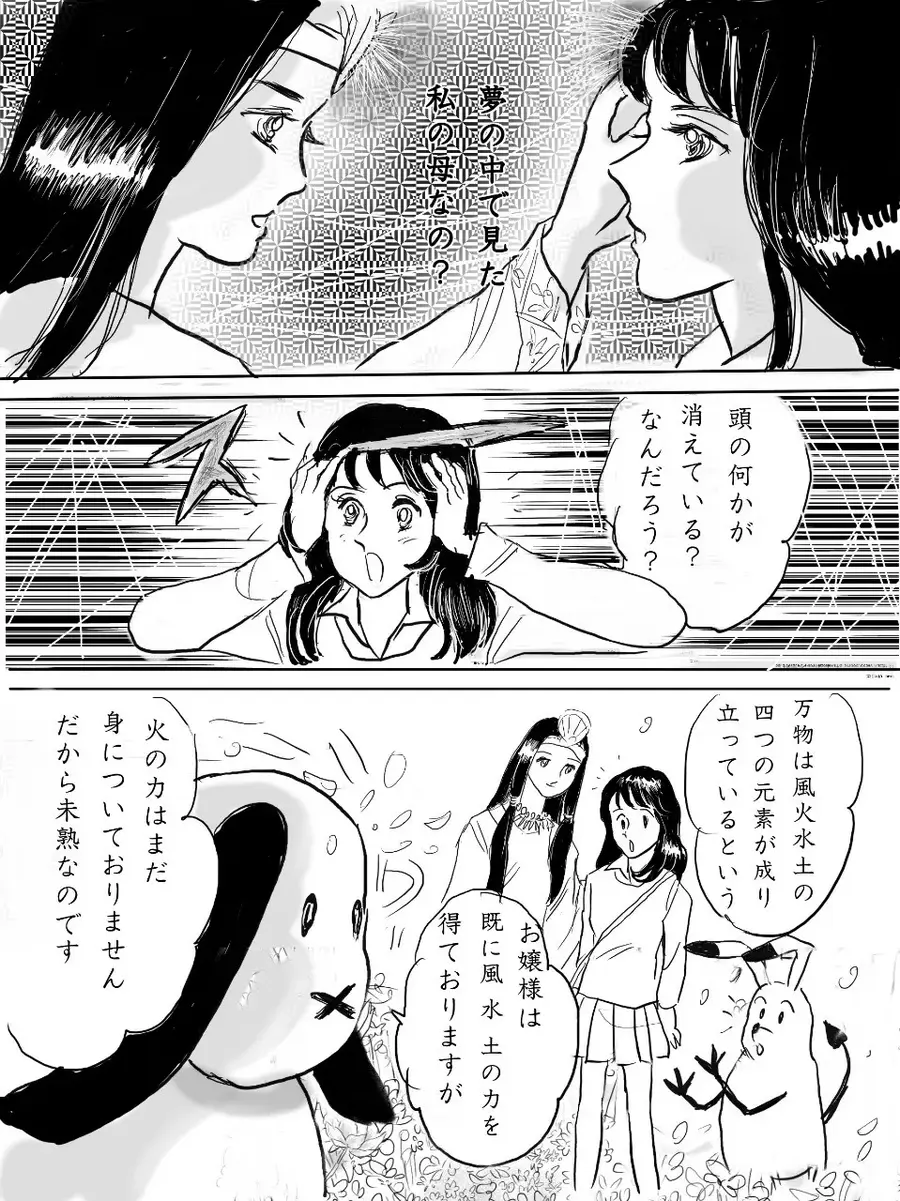 夢の中で見た
私の母なの？
頭の何かが
消えている？
なんだろう？
万物は風火水土の
四つの元素が成り
立っているという
お嬢様は
既に風 水 土の力を
得ておりますが
火の力はまだ
身についておりません
だから未熟なのです